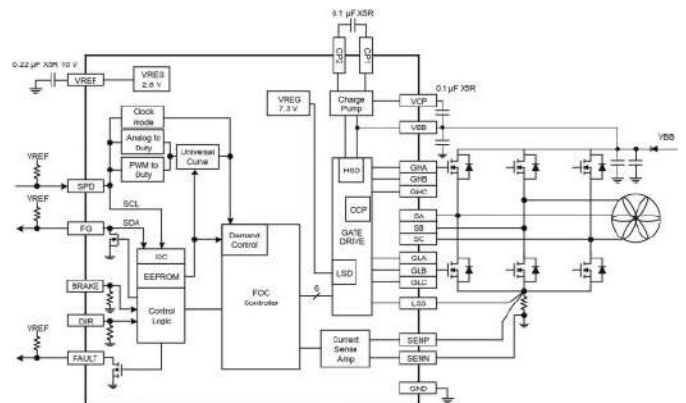 0.1 µF X5R
CP2
CP1
0.22 µF X5R 10 V
VREF
VREG
2.8 V
VREG
7.3 V
Charge
Pump
VCP
0.1 µF X5R
VBB
VBB
Clock
mode
Analog to
Duty
PWM to
Duty
Universal
Curve
VREF
SPD
VREF
FG
SCL
SDA
I2C
EEPROM
Control
Logic
BRAKE
DIR
VREF
FAULT
Demand
Control
FOC
Controller
6
HSD
OCP
GATE
DRIVE
LSD
GHA
GHB
GHC
SA
SB
SC
GLA
GLB
GLC
LSS
Current
Sense
Amp
SENP
SENN
GND